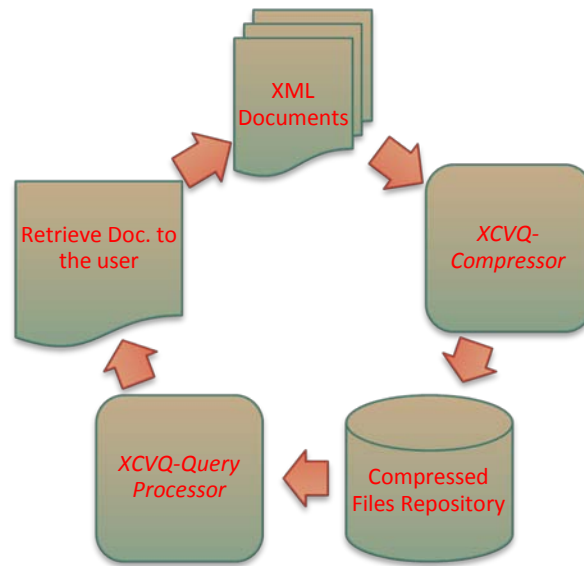 XML
Documents
XCVQ-
Compressor
Compressed
Files Repository
XCVQ-Query
Processor
Retrieve Doc. to
the user